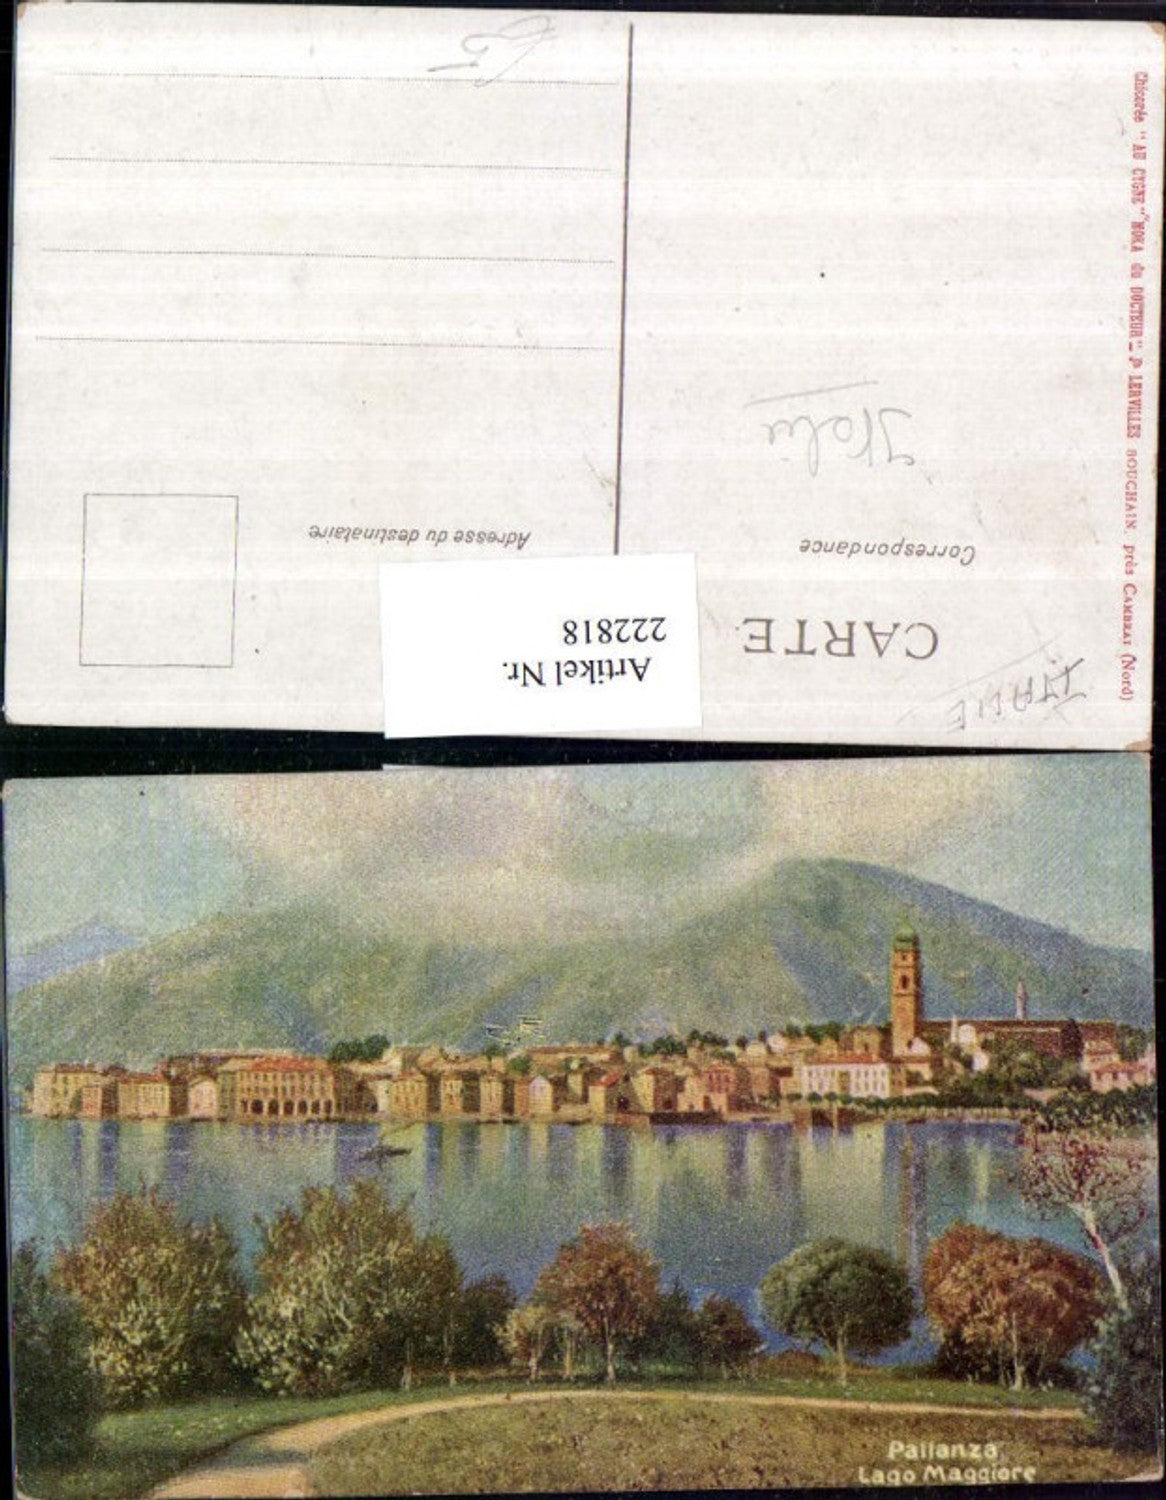 Chicorée "AU CYGNE" "MOKA du DOCTEUR" P LERVILLES BOUCHAIN, près CAMBRAI (Nord)
ITALIE
CARTE
Correspondance
Italie
Artikel Nr.
222818
Adresse du destinataire
Pallanza
Lago Maggiore